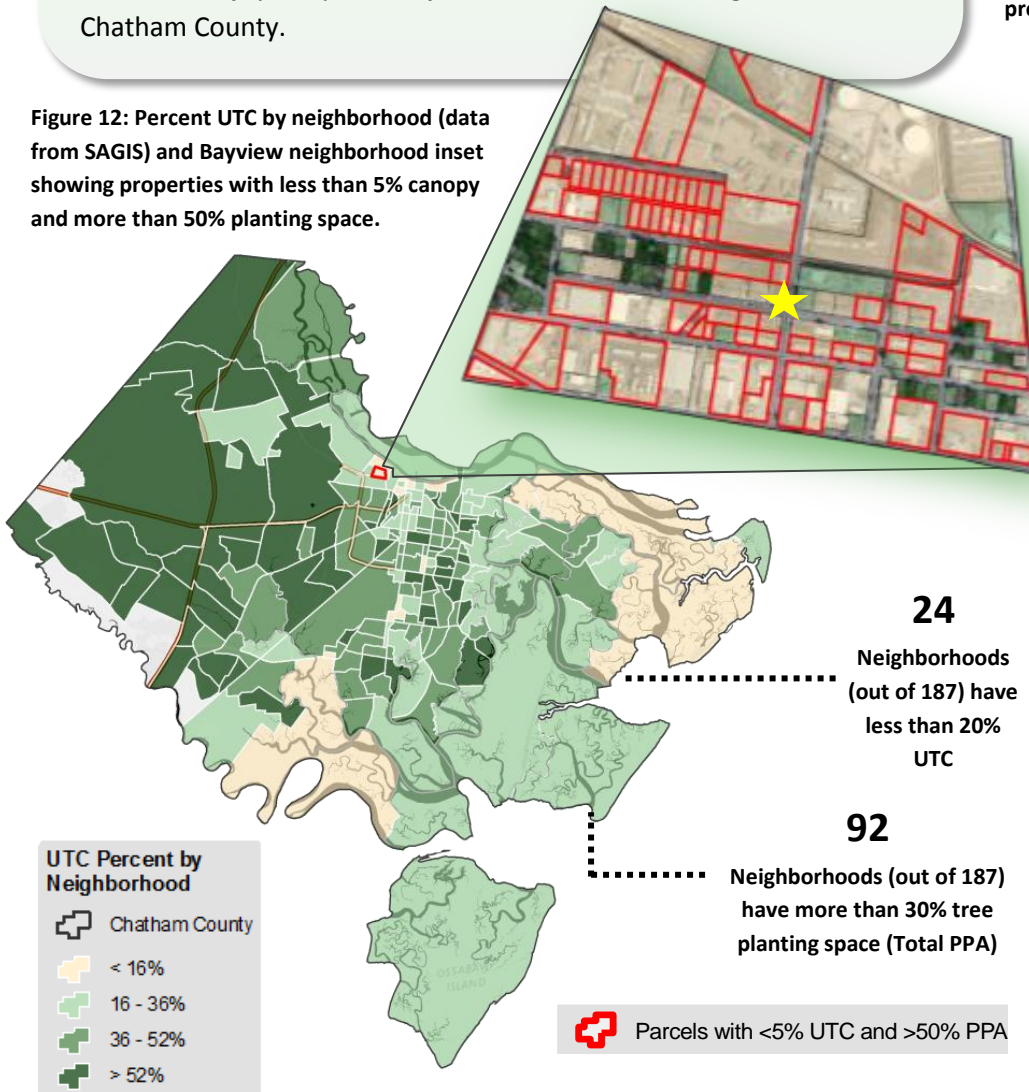 Chatham County.
Figure 12: Percent UTC by neighborhood (data
from SAGIS) and Bayview neighborhood inset
showing properties with less than 5% canopy
and more than 50% planting space.
24
Neighborhoods
(out of 187) have
less than 20%
UTC
92
Neighborhoods (out of 187)
have more than 30% tree
planting space (Total PPA)
OSSABAW
ISLAND
UTC Percent by
Neighborhood
Chatham County
< 16%
16 - 36%
36 - 52%
> 52%
Parcels with <5% UTC and >50% PPA